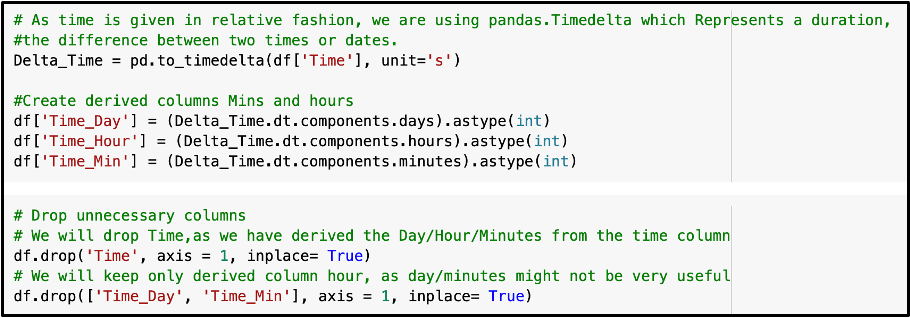 # As time is given in relative fashion, we are using pandas.Timedelta which Represents a duration,
#the difference between two times or dates.
Delta_Time = pd.to_timedelta(df['Time'], unit='s')
#Create derived columns Mins and hours
df['Time_Day'] = (Delta_Time.dt.components.days).astype(int)
df['Time_Hour'] = (Delta_Time.dt.components.hours).astype(int)
df['Time_Min'] = (Delta_Time.dt.components.minutes).astype(int)
# Drop unnecessary columns
# We will drop Time,as we have derived the Day/Hour/Minutes from the time column
df.drop('Time', axis = 1, inplace= True)
# We will keep only derived column hour, as day/minutes might not be very useful
df.drop(['Time_Day', 'Time_Min'], axis = 1, inplace= True)